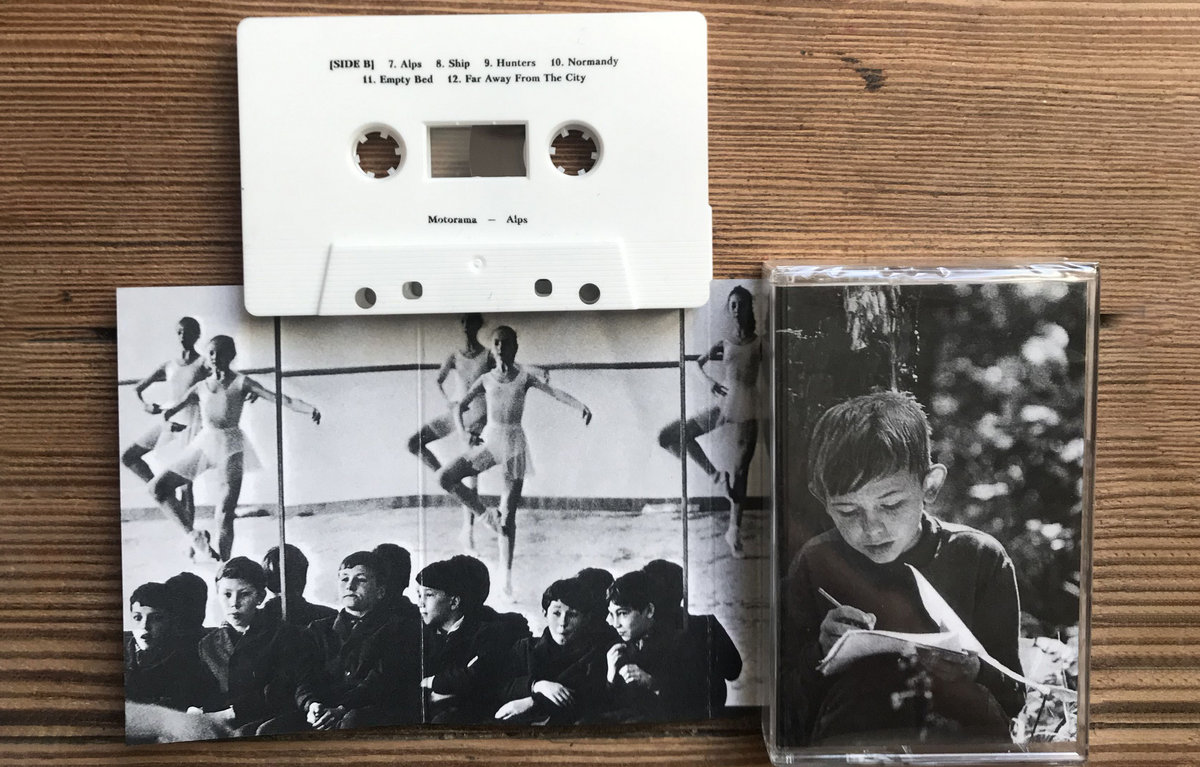 [SIDE B] 7. Alps 8. Ship 9. Hunters 10. Normandy
11. Empty Bed 12. Far Away From The City
Motorama — Alps